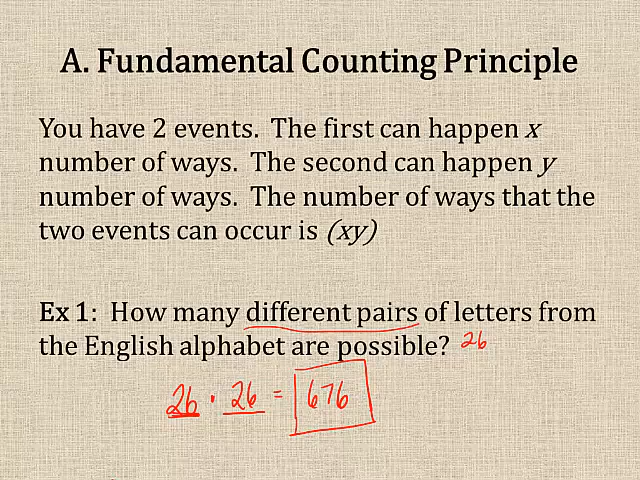 A. Fundamental Counting Principle
You have 2 events. The first can happen x
number of ways. The second can happen y
number of ways. The number of ways that the
two events can occur is (xy)
Ex 1: How many different pairs of letters from
the English alphabet are possible? 26
26 · 26 = 676